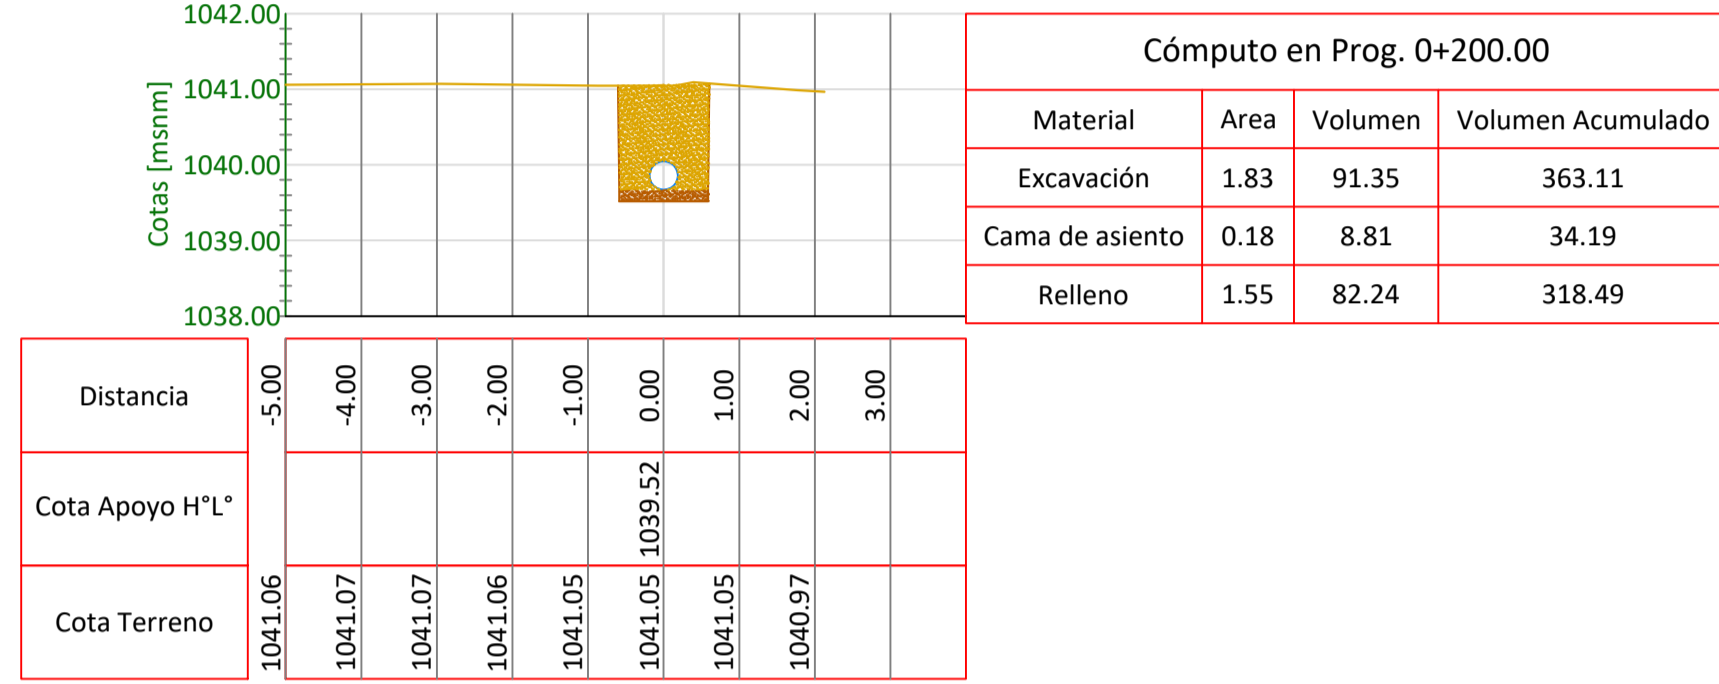 1042.00
1041.00
1040.00
1039.00
1038.00
Cotas [msnm]
Cómputo en Prog. 0+200.00
Material Area Volumen Volumen Acumulado
Excavación 1.83 91.35 363.11
Cama de asiento 0.18 8.81 34.19
Relleno 1.55 82.24 318.49
Distancia -5.00 -4.00 -3.00 -2.00 -1.00 0.00 1.00 2.00 3.00
Cota Apoyo H°L° 1039.52
Cota Terreno 1041.06 1041.07 1041.07 1041.06 1041.05 1041.05 1041.05 1040.97